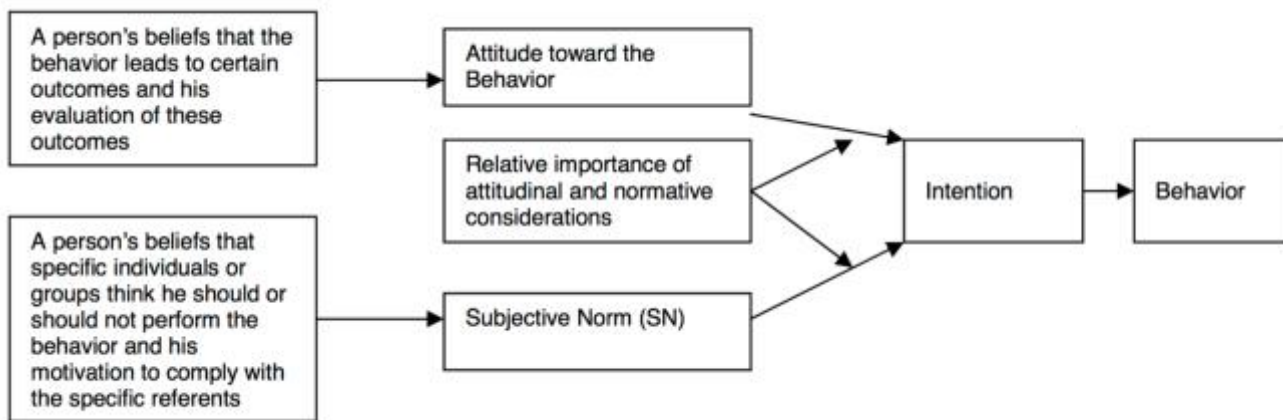 A person's beliefs that the
behavior leads to certain
outcomes and his
evaluation of these
outcomes
Attitude toward the
Behavior
Relative importance of
attitudinal and normative
considerations
Intention
Behavior
A person's beliefs that
specific individuals or
groups think he should or
should not perform the
behavior and his
motivation to comply with
the specific referents
Subjective Norm (SN)